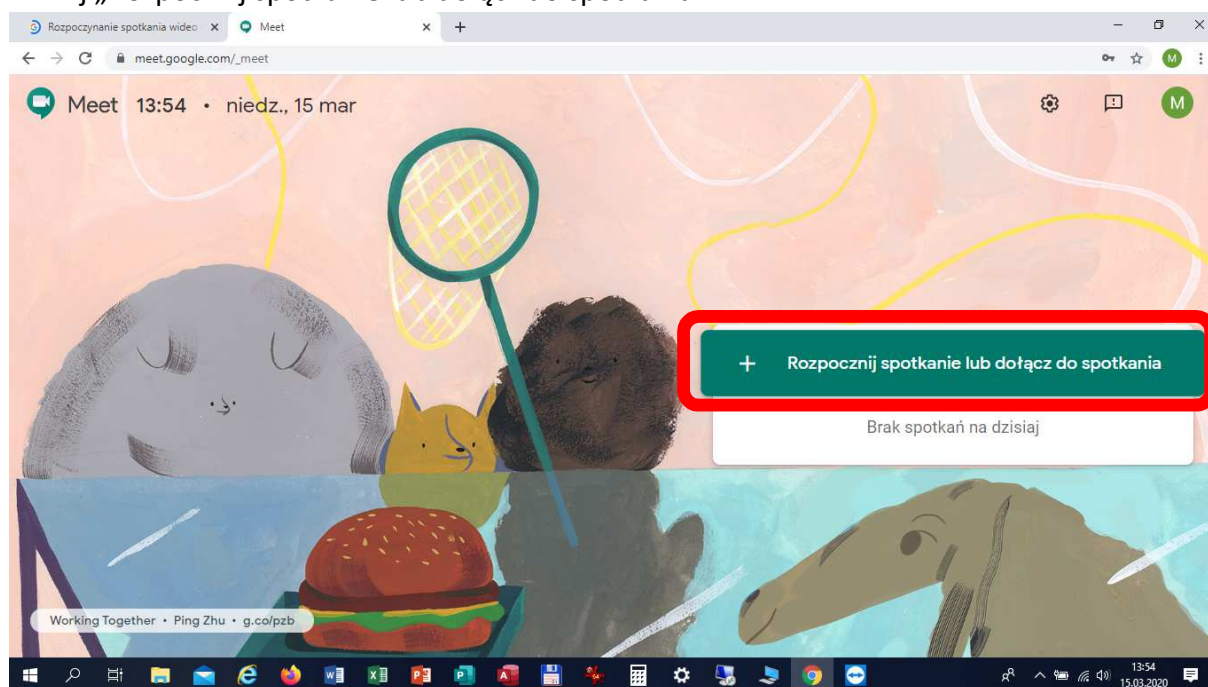 Rozpoczynanie spotkania wideo
Meet
meet.google.com/_meet
M
Meet 13:54 • niedz., 15 mar
M
+ Rozpocznij spotkanie lub dołącz do spotkania
Brak spotkań na dzisiaj
Working Together • Ping Zhu • g.co/pzb
13:54
15.03.2020